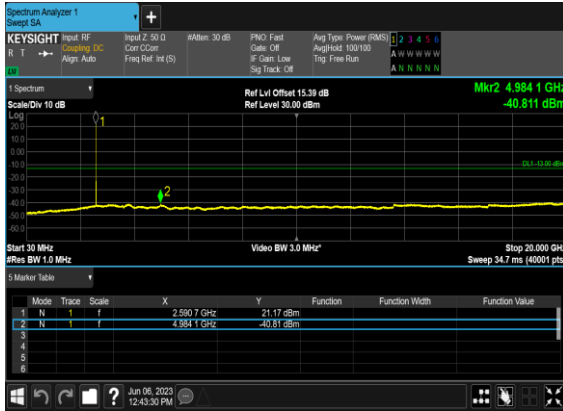 Spectrum Analyzer 1
Swept SA
+
KEYSIGHT Input: RF Input Z: 50 Ω #Atten: 30 dB PNO: Fast Avg Type: Power (RMS) 1 2 3 4 5 6
R T Coupling: DC Corr CCorr Gate: Off Avg|Hold: 100/100 A W W W W W
Align: Auto Freq Ref: Int (S) IF Gain: Low Trig: Free Run
Sig Track: Off A N N N N N
1 Spectrum
Scale/Div 10 dB
Ref Lvl Offset 15.39 dB
Ref Level 30.00 dBm
Mkr2 4.984 1 GHz
-40.811 dBm
Log
20.0
10.0
0.00
-10.0
-20.0
-30.0
-40.0
-50.0
-60.0
1
2
DL1 -13.00 dBm
Start 30 MHz Video BW 3.0 MHz* Stop 20.000 GHz
#Res BW 1.0 MHz Sweep 34.7 ms (40001 pts)
5 Marker Table
Mode Trace Scale X Y Function Function Width Function Value
1 N 1 f 2.590 7 GHz 21.17 dBm
2 N 1 f 4.984 1 GHz -40.81 dBm
3
4
5
6
?
Jun 06, 2023
12:43:30 PM